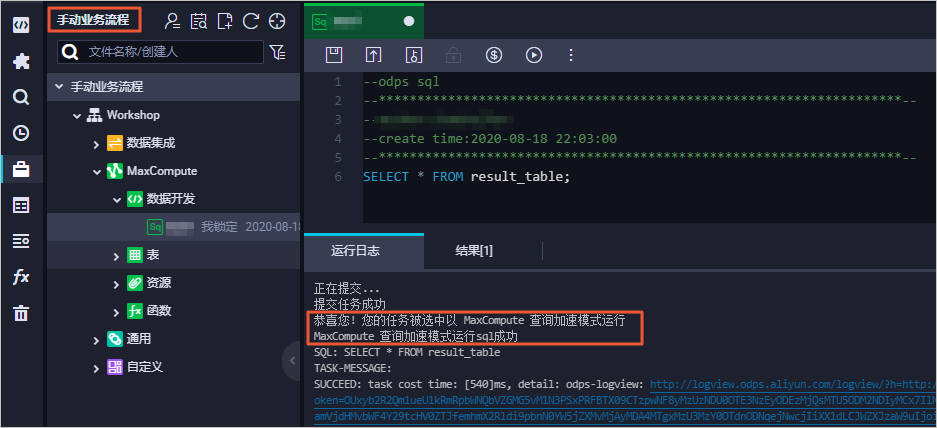 手动业务流程
文件名称/创建人
手动业务流程
Workshop
数据集成
MaxCompute
数据开发
Sq 我锁定 2020-08-18
表
资源
函数
通用
自定义
Sq
1 --odps sql
2 --********************************************************************--
3 --
4 --create time:2020-08-18 22:03:00
5 --********************************************************************--
6 SELECT * FROM result_table;
运行日志 结果[1]
正在提交...
提交任务成功
恭喜您! 您的任务被选中以 MaxCompute 查询加速模式运行
MaxCompute 查询加速模式运行sql成功
SQL: SELECT * FROM result_table
TASK-MESSAGE:
SUCCEED: task cost time: [540]ms, detail: odps-logview: http://logview.odps.aliyun.com/logview/?h=http:/